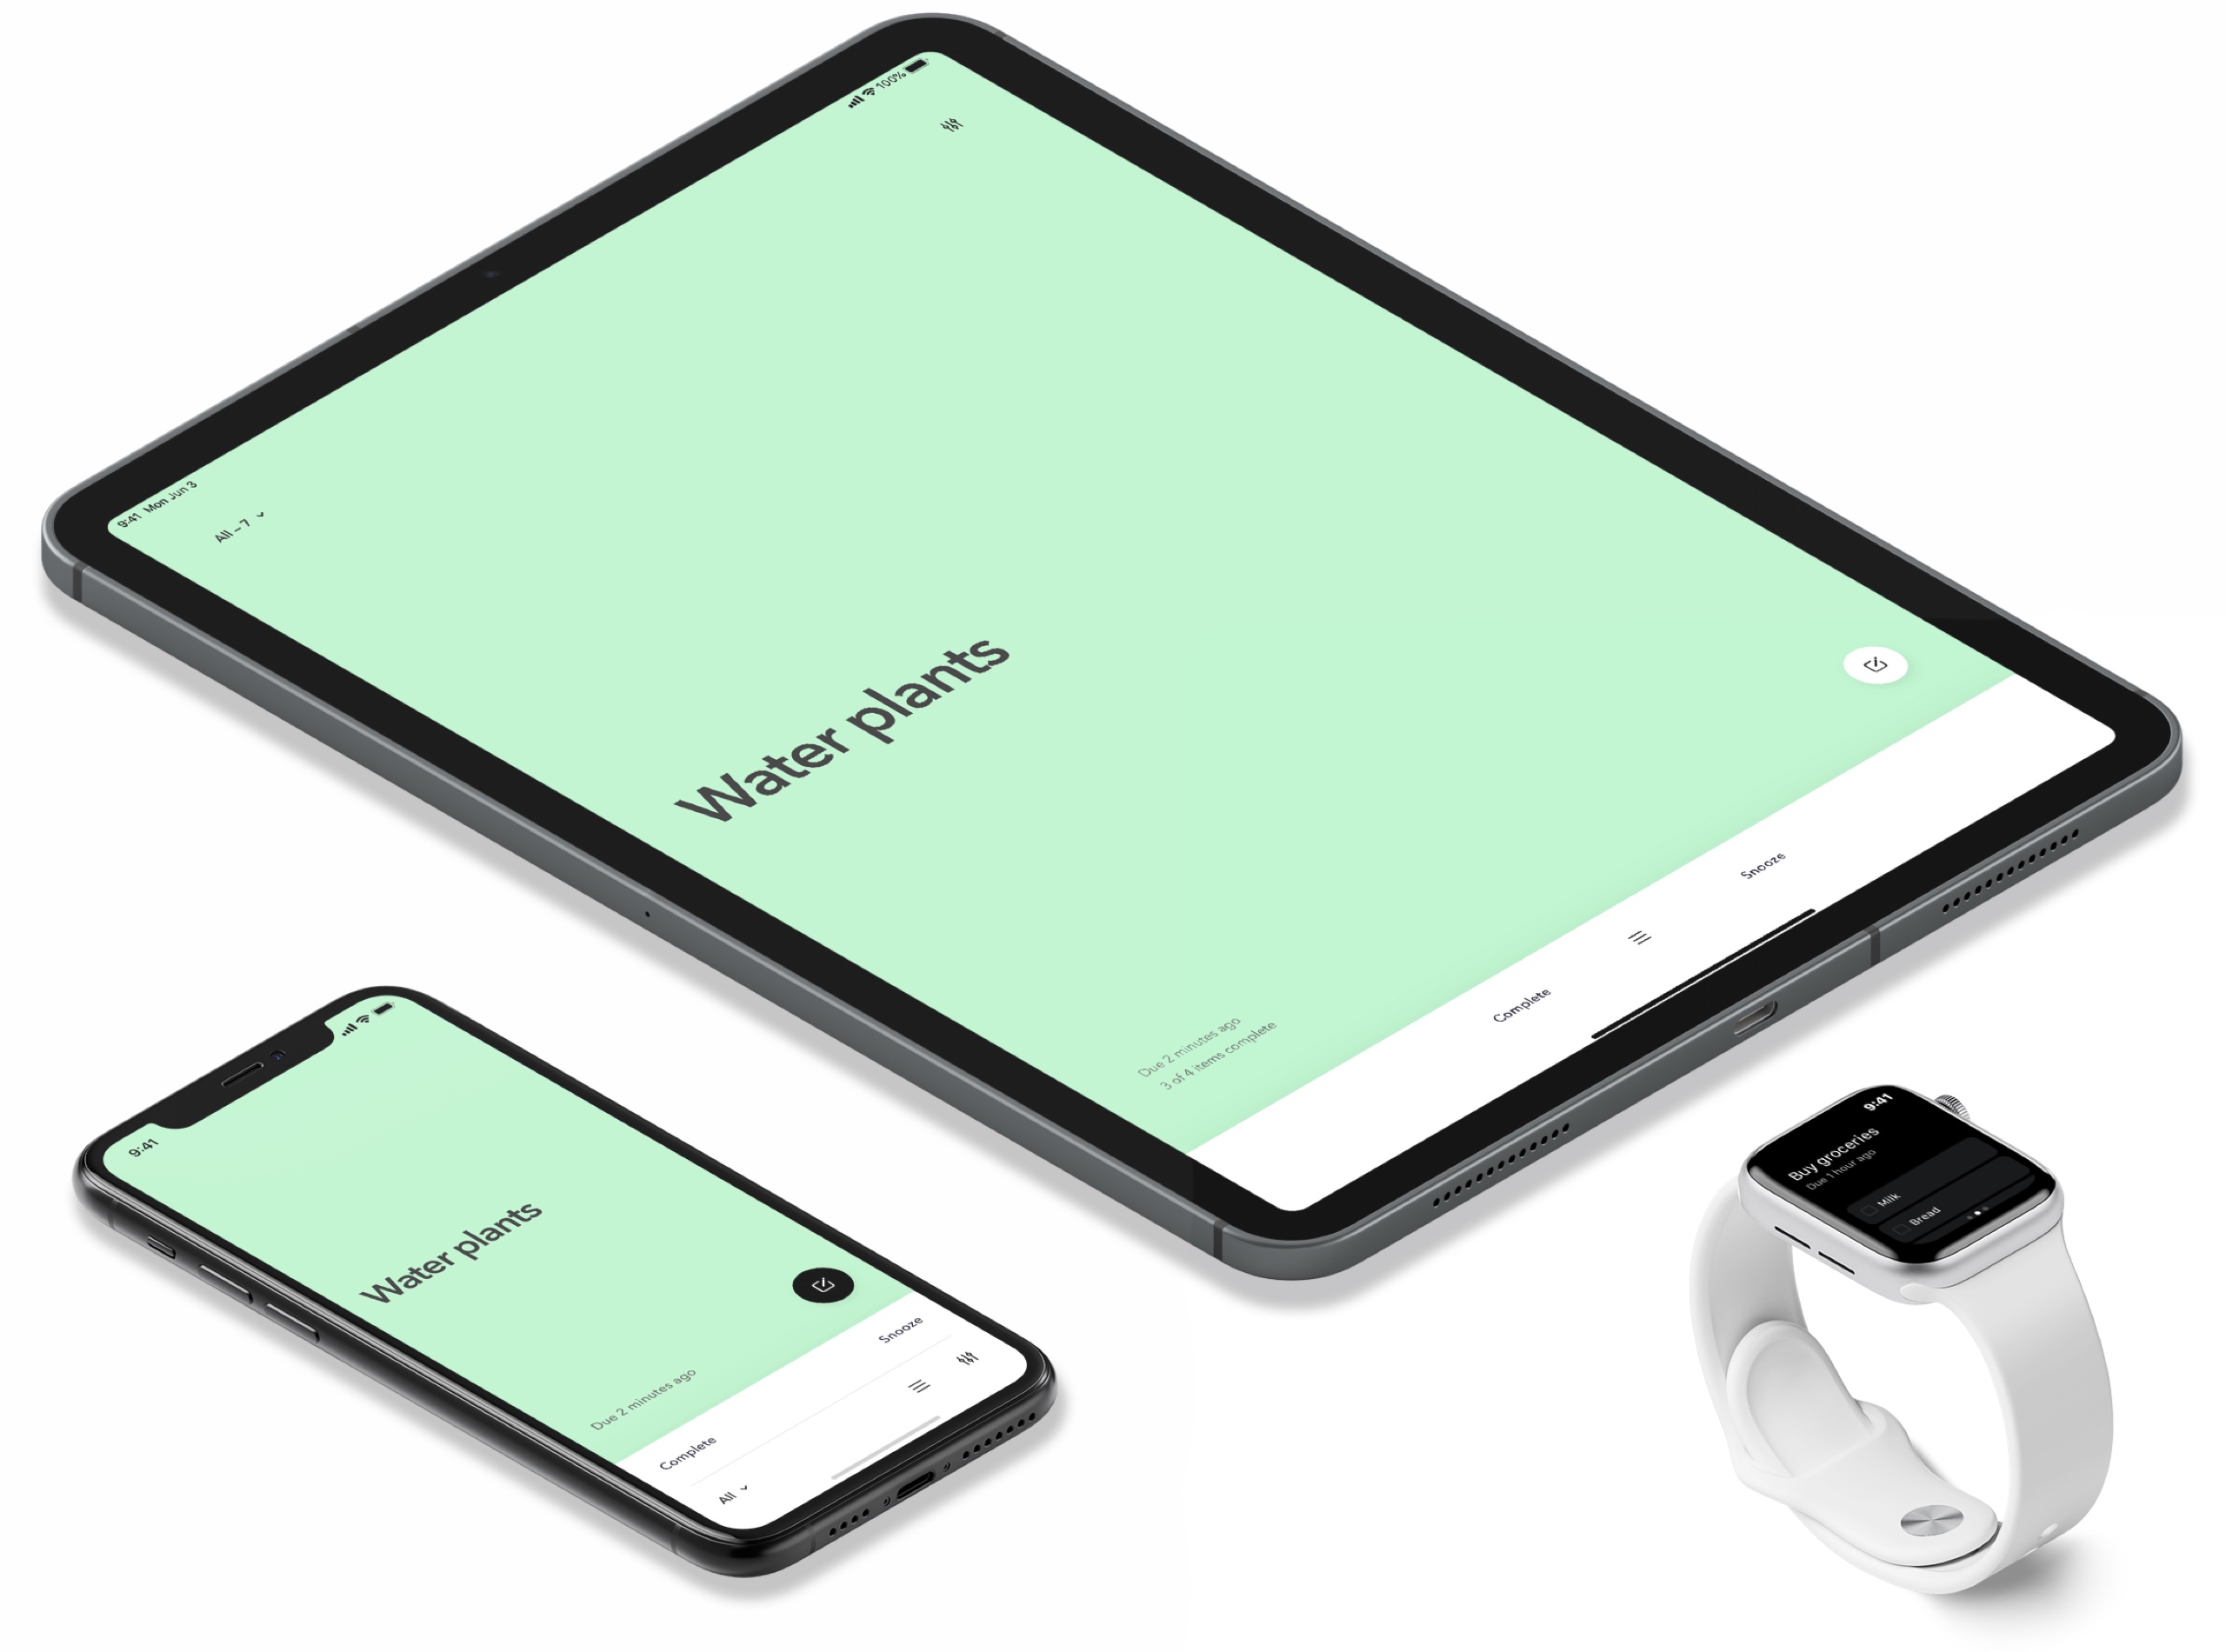 9:41 Mon Jun 3
100%
All – 7
Water plants
Due 2 minutes ago
3 of 4 items complete
Complete
Snooze
9:41
Water plants
Due 2 minutes ago
Complete
Snooze
All
9:41
Buy groceries
Due 1 hour ago
Milk
Bread